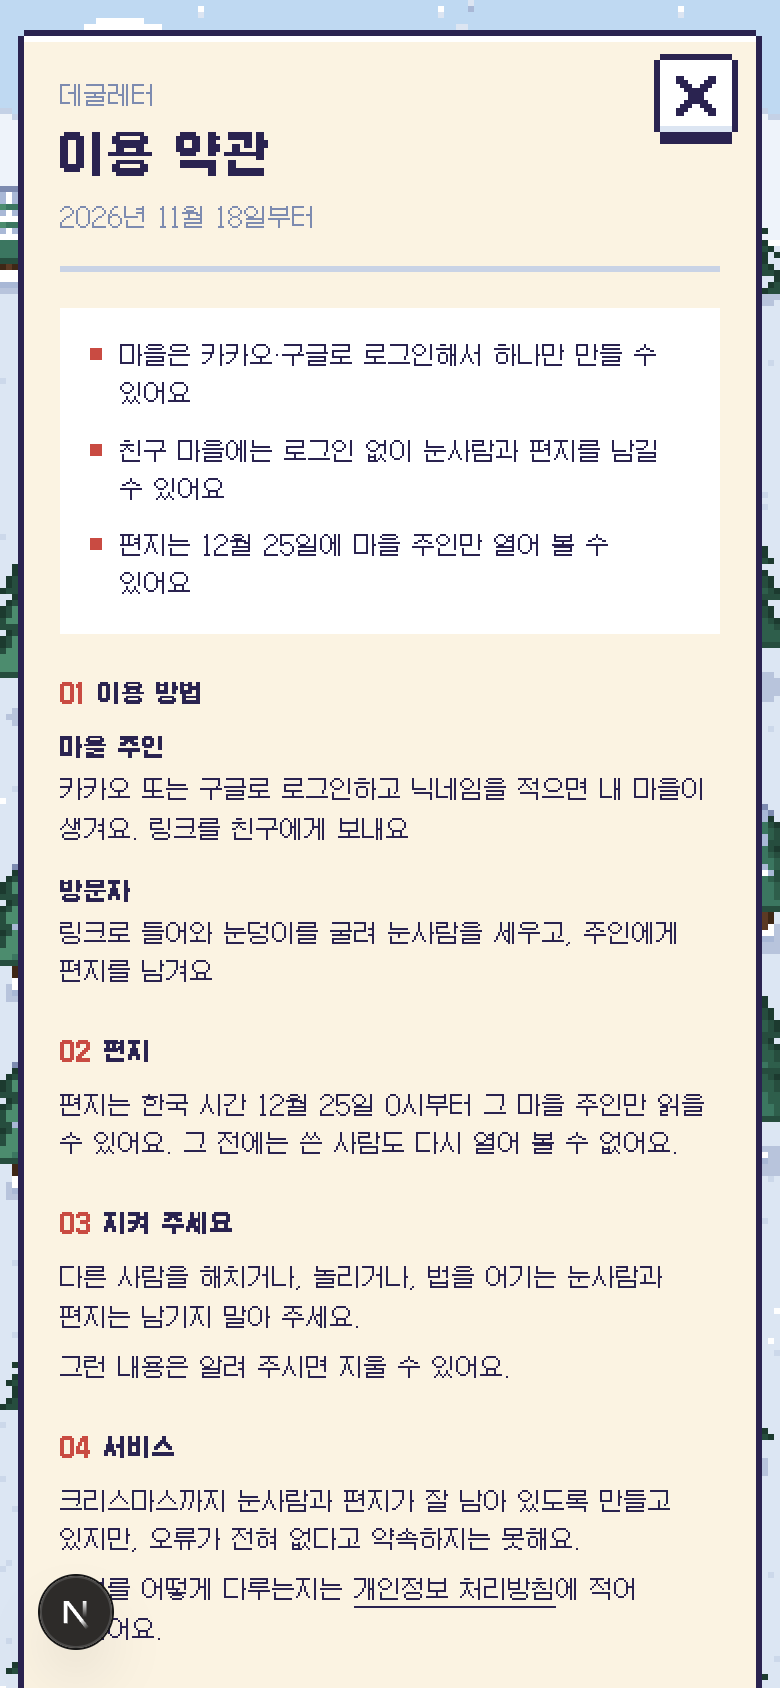 데굴레터
이용 약관
2026년 11월 18일부터
마을은 카카오·구글로 로그인해서 하나만 만들 수
있어요
친구 마을에는 로그인 없이 눈사람과 편지를 남길
수 있어요
편지는 12월 25일에 마을 주인만 열어 볼 수
있어요
01 이용 방법
마을 주인
카카오 또는 구글로 로그인하고 닉네임을 적으면 내 마을이
생겨요. 링크를 친구에게 보내요
방문자
링크로 들어와 눈덩이를 굴려 눈사람을 세우고, 주인에게
편지를 남겨요
02 편지
편지는 한국 시간 12월 25일 0시부터 그 마을 주인만 읽을
수 있어요. 그 전에는 쓴 사람도 다시 열어 볼 수 없어요.
03 지켜 주세요
다른 사람을 해치거나, 놀리거나, 법을 어기는 눈사람과
편지는 남기지 말아 주세요.
그런 내용은 알려 주시면 지울 수 있어요.
04 서비스
크리스마스까지 눈사람과 편지가 잘 남아 있도록 만들고
있지만, 오류가 전혀 없다고 약속하지는 못해요.
를 어떻게 다루는지는 개인정보 처리방침에 적어
어요.
N